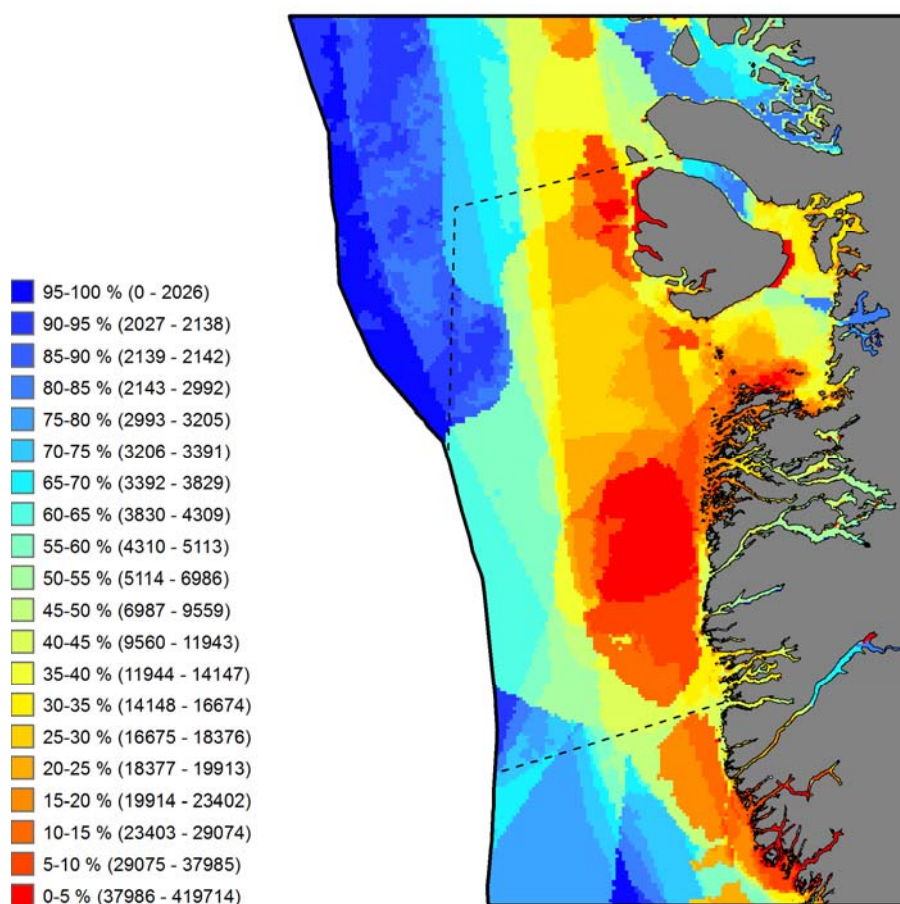 95-100 % (0 - 2026)
90-95 % (2027 - 2138)
85-90 % (2139 - 2142)
80-85 % (2143 - 2992)
75-80 % (2993 - 3205)
70-75 % (3206 - 3391)
65-70 % (3392 - 3829)
60-65 % (3830 - 4309)
55-60 % (4310 - 5113)
50-55 % (5114 - 6986)
45-50 % (6987 - 9559)
40-45 % (9560 - 11943)
35-40 % (11944 - 14147)
30-35 % (14148 - 16674)
25-30 % (16675 - 18376)
20-25 % (18377 - 19913)
15-20 % (19914 - 23402)
10-15 % (23403 - 29074)
5-10 % (29075 - 37985)
0-5 % (37986 - 419714)